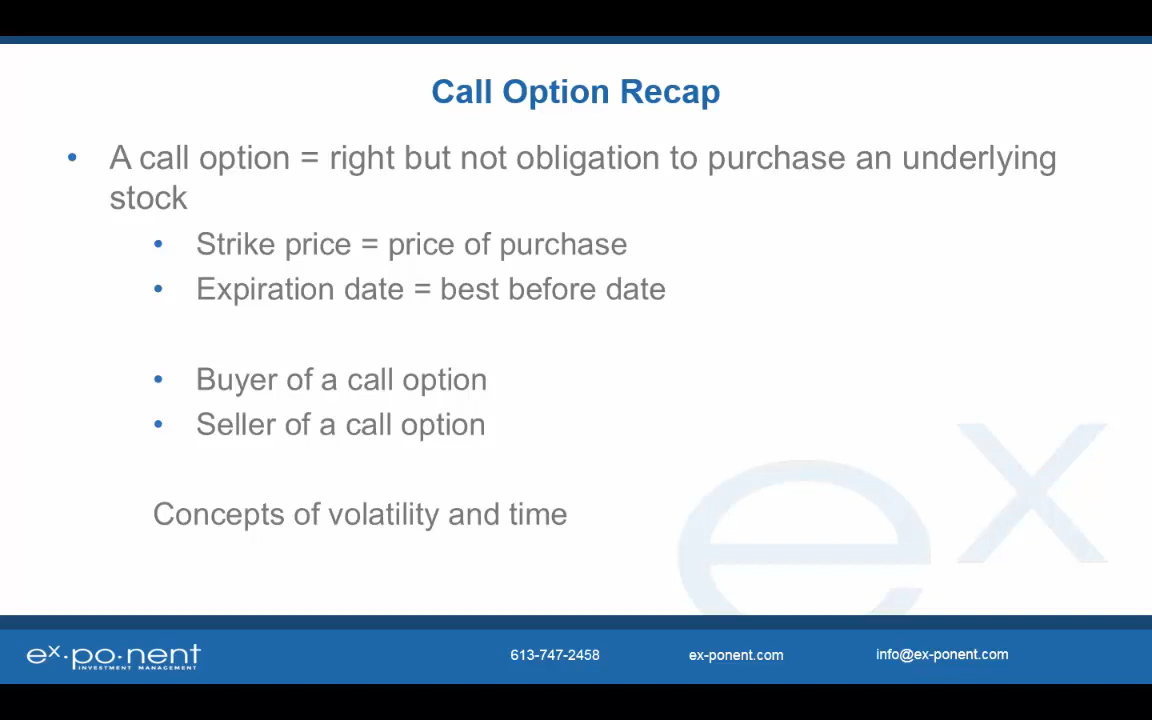 Call Option Recap
• A call option = right but not obligation to purchase an underlying
stock
• Strike price = price of purchase
• Expiration date = best before date
• Buyer of a call option
• Seller of a call option
Concepts of volatility and time
ex
ex·po·nent
INVESTMENT MANAGEMENT
613-747-2458
ex-ponent.com
info@ex-ponent.com